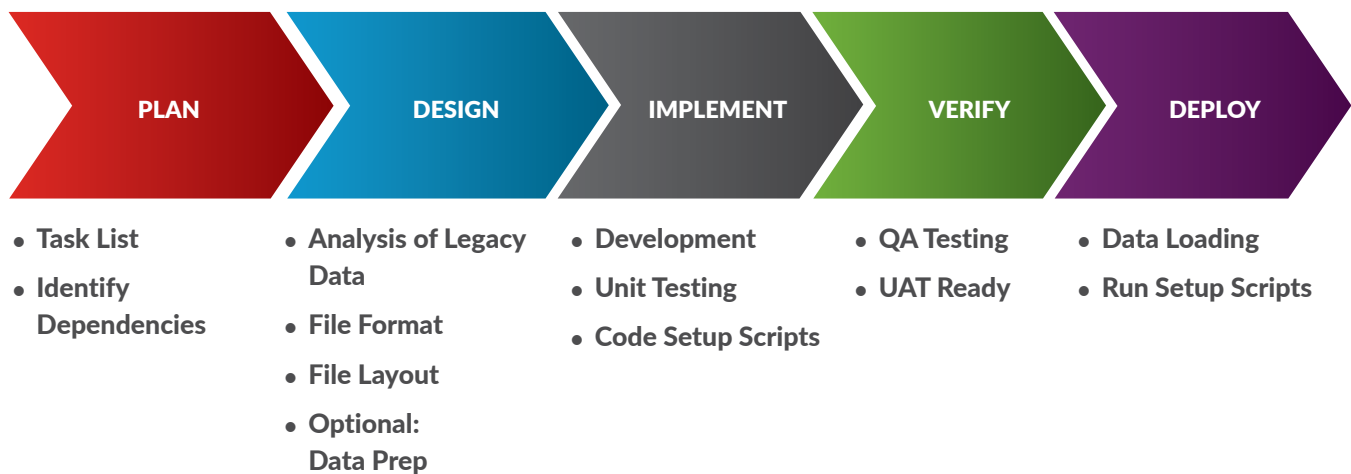 PLAN
DESIGN
IMPLEMENT
VERIFY
DEPLOY
• Task List
• Identify
Dependencies
• Analysis of Legacy
Data
• File Format
• File Layout
• Optional:
Data Prep
• Development
• Unit Testing
• Code Setup Scripts
• QA Testing
• UAT Ready
• Data Loading
• Run Setup Scripts